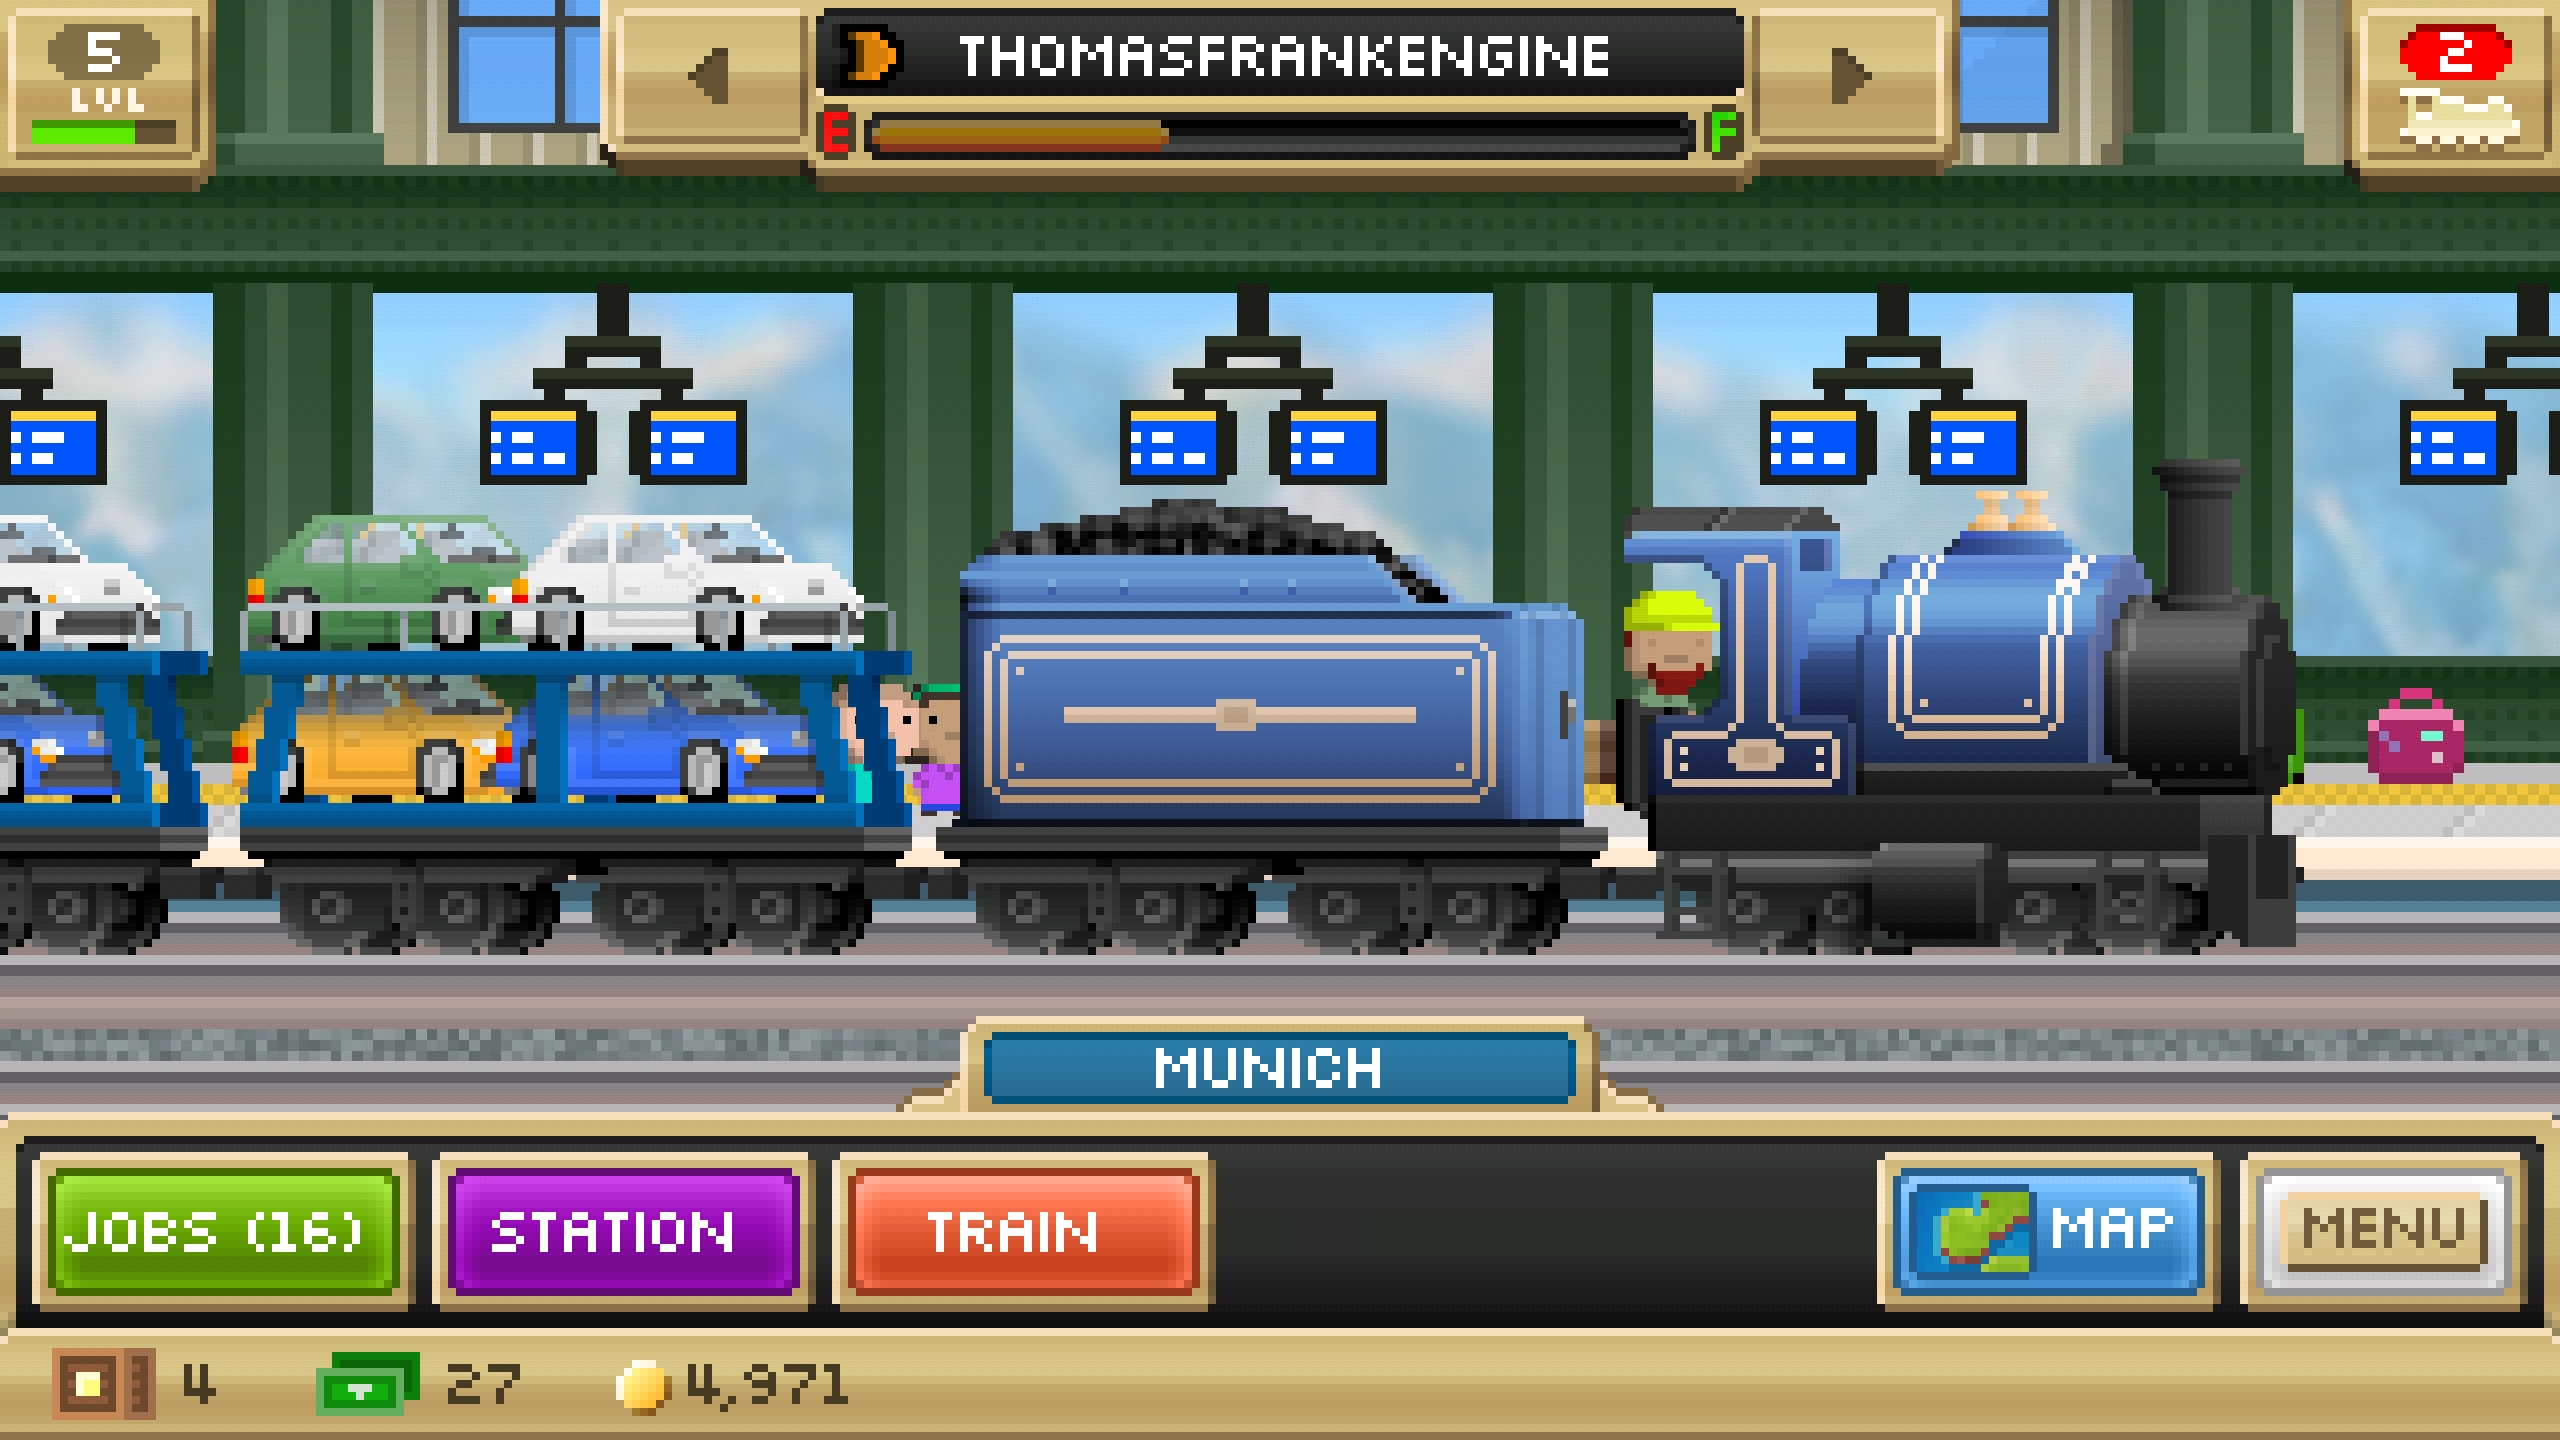 5
LVL
THOMASFRANKENGINE
E
F
2
MUNICH
JOBS (16)
STATION
TRAIN
MAP
MENU
4
27
4,971